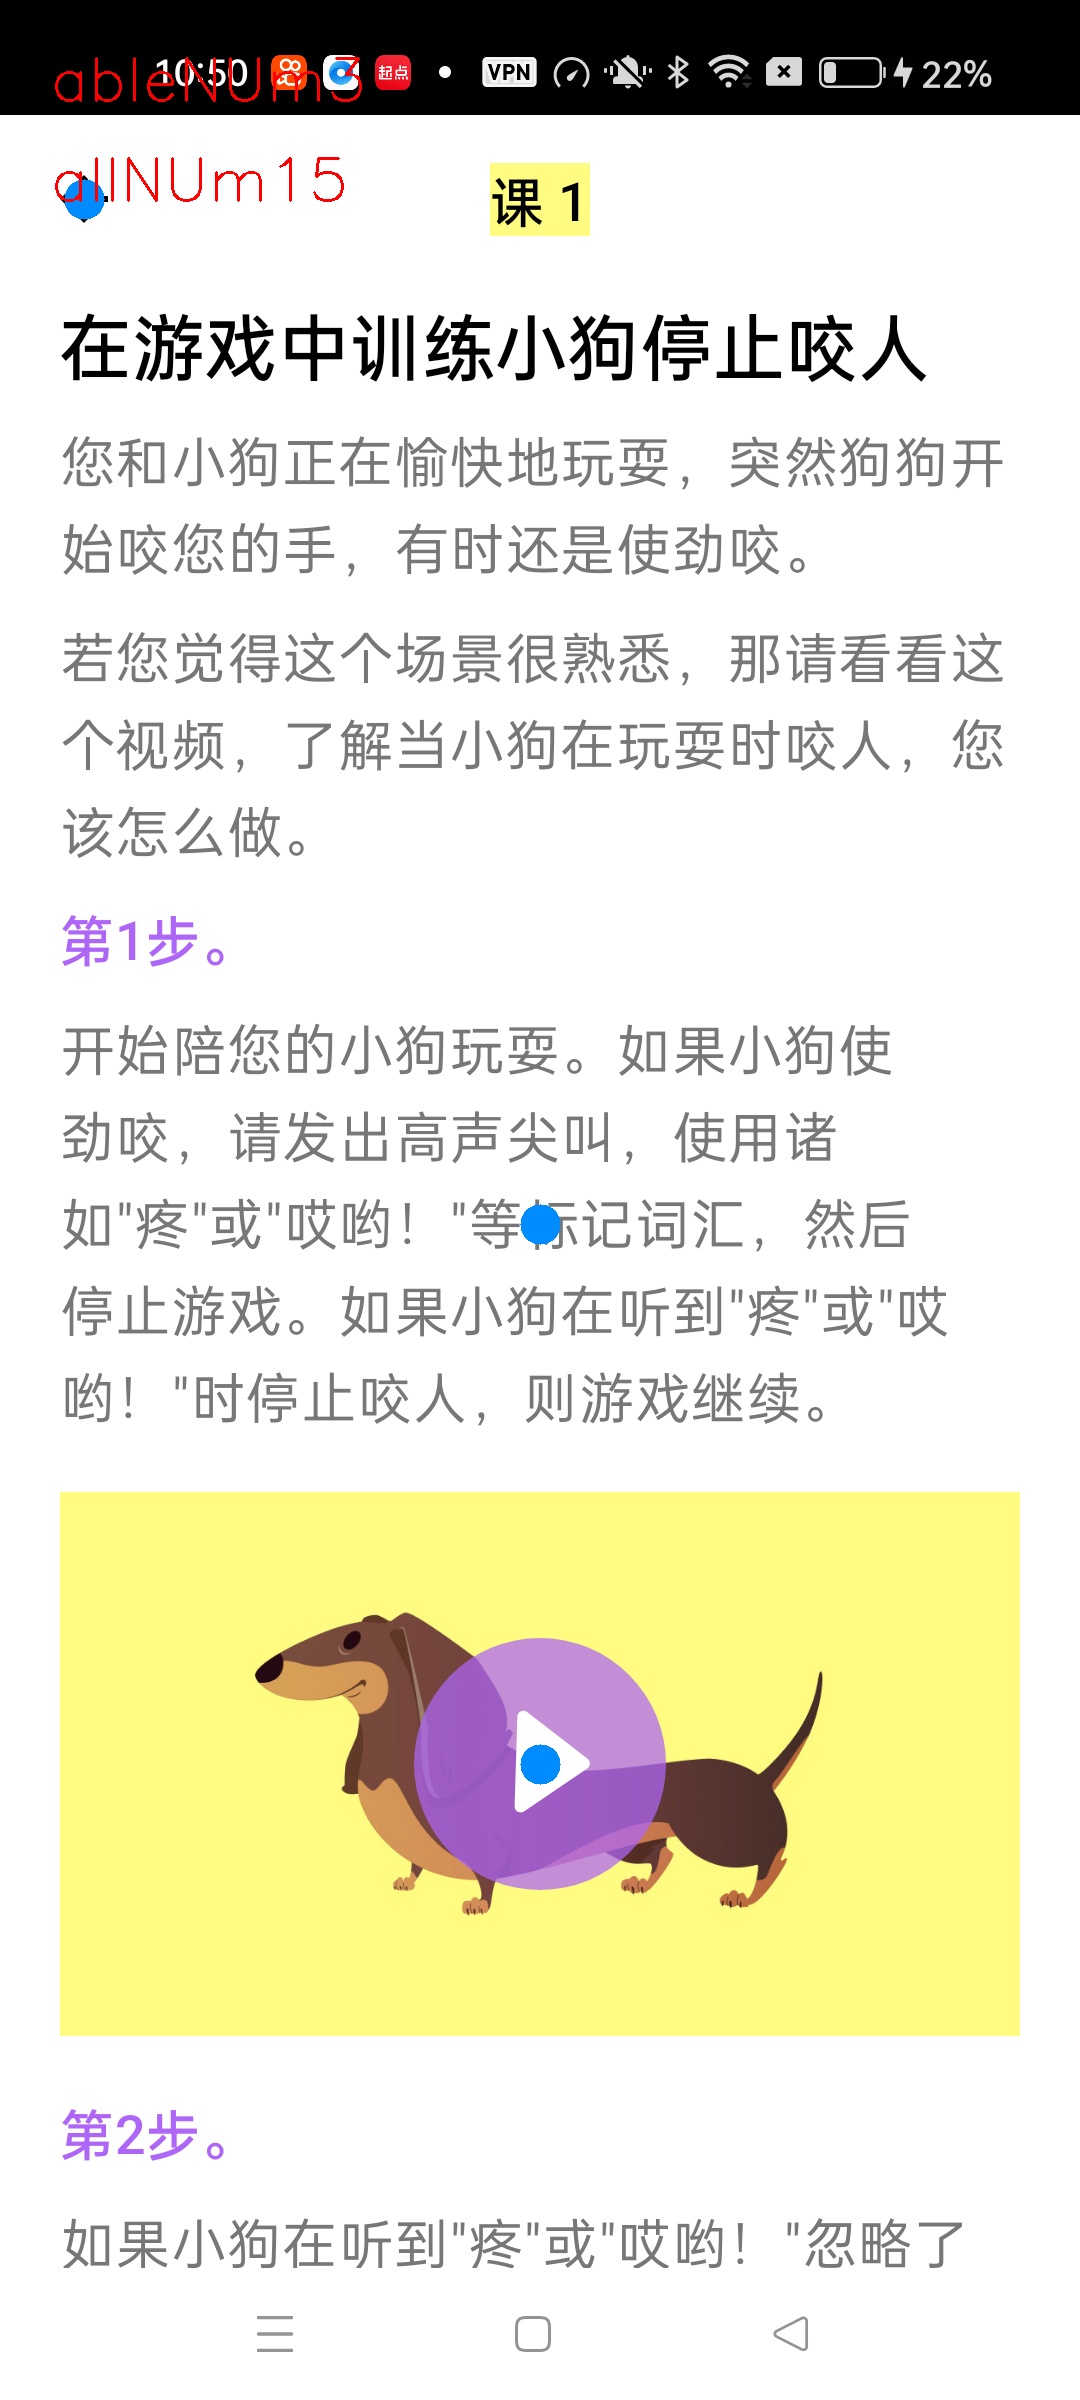 10:50 起点 VPN 22%
ableNUm3
allNUm15
课 1
在游戏中训练小狗停止咬人
您和小狗正在愉快地玩耍，突然狗狗开
始咬您的手，有时还是使劲咬。
若您觉得这个场景很熟悉，那请看看这
个视频，了解当小狗在玩耍时咬人，您
该怎么做。
第1步。
开始陪您的小狗玩耍。如果小狗使
劲咬，请发出高声尖叫，使用诸
如"疼"或"哎哟！"等标记词汇，然后
停止游戏。如果小狗在听到"疼"或"哎
哟！"时停止咬人，则游戏继续。
第2步。
如果小狗在听到"疼"或"哎哟！"忽略了